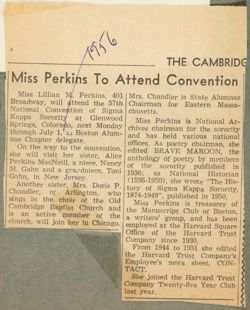 1956
THE CAMBRIDG
Miss Perkins To Attend Convention
Miss Lillian M. Perkins, 401
Broadway, will attend the 57th
National Convention of Sigma
Kappa Sorority at Glenwood
Springs, Colorado, next Monday
through July 1, as Boston Alum-
nae Chapter delegate.
On the way to the convention,
she will visit her sister, Alice
Perkins MacNeill, a niece, Nancy
M. Gahn and a grandniece, Toni
Gahn, in New Jersey.
Another sister, Mrs. Doris P.
Chandler, of Arlington, who
sings in the choir of the Old
Cambridge Baptist Church and
is an active member of the
church, will join her in Chicago.
Mrs. Chandler is State Alumnae
Chairman for Eastern Massa-
chusetts.
Miss Perkins is National Ar-
chives chairman for the sorority
and has held various national
offices. As poetry chairman, she
edited BRAVE MAROON, the
anthology of poetry by members
of the sorority published in
1936; as National Historian
(1936-1950), she wrote "The His-
tory of Sigma Kappa Sorority,
1874-1949", published in 1950.
Miss Perkins is treasurer of
the Manuscript Club of Boston,
a writers' group, and has been
employed at the Harvard Square
Office of the Harvard Trust
Company since 1930.
From 1944 to 1951 she edited
the Harvard Trust Company's
Employee's news sheet, CON-
TACT.
She joined the Harvard Trust
Company Twenty-five Year Club
last year.